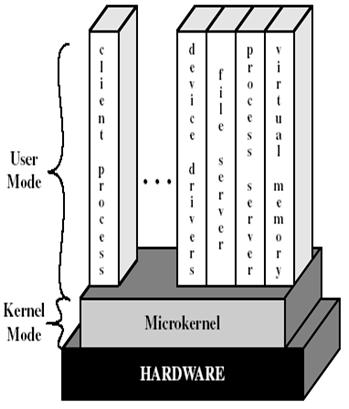 client process
...
device drivers
file server
process server
virtual memory
User
Mode
Kernel
Mode
Microkernel
HARDWARE